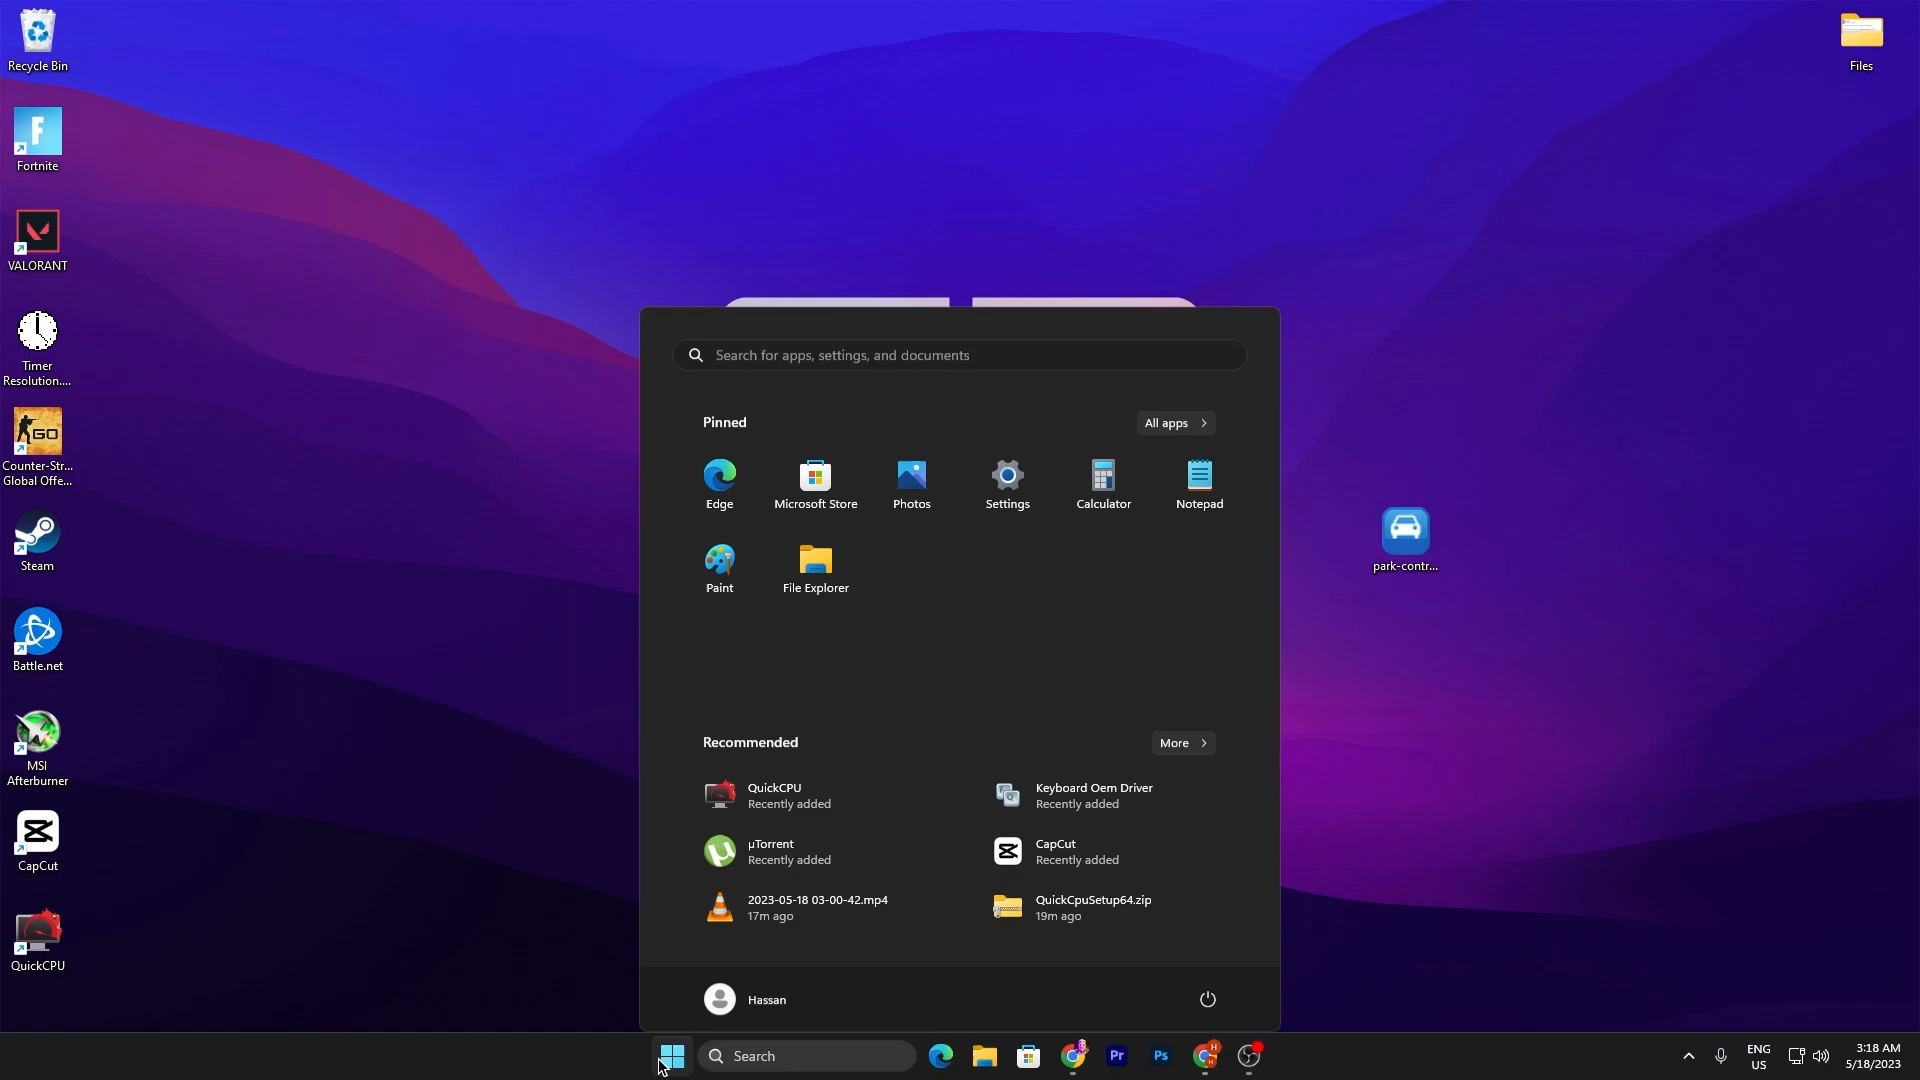 Recycle Bin
Files
Fortnite
VALORANT
Timer
Resolution....
GO
Counter-Str...
Global Offe...
Steam
Battle.net
MSI
Afterburner
CapCut
QuickCPU
park-contr...
Search for apps, settings, and documents
Pinned
All apps
Edge
Microsoft Store
Photos
Settings
Calculator
Notepad
Paint
File Explorer
Recommended
More
QuickCPU
Recently added
Keyboard Oem Driver
Recently added
µTorrent
Recently added
CapCut
Recently added
2023-05-18 03-00-42.mp4
17m ago
QuickCpuSetup64.zip
19m ago
Hassan
Search
Pr
Ps
H
ENG
US
3:18 AM
5/18/2023